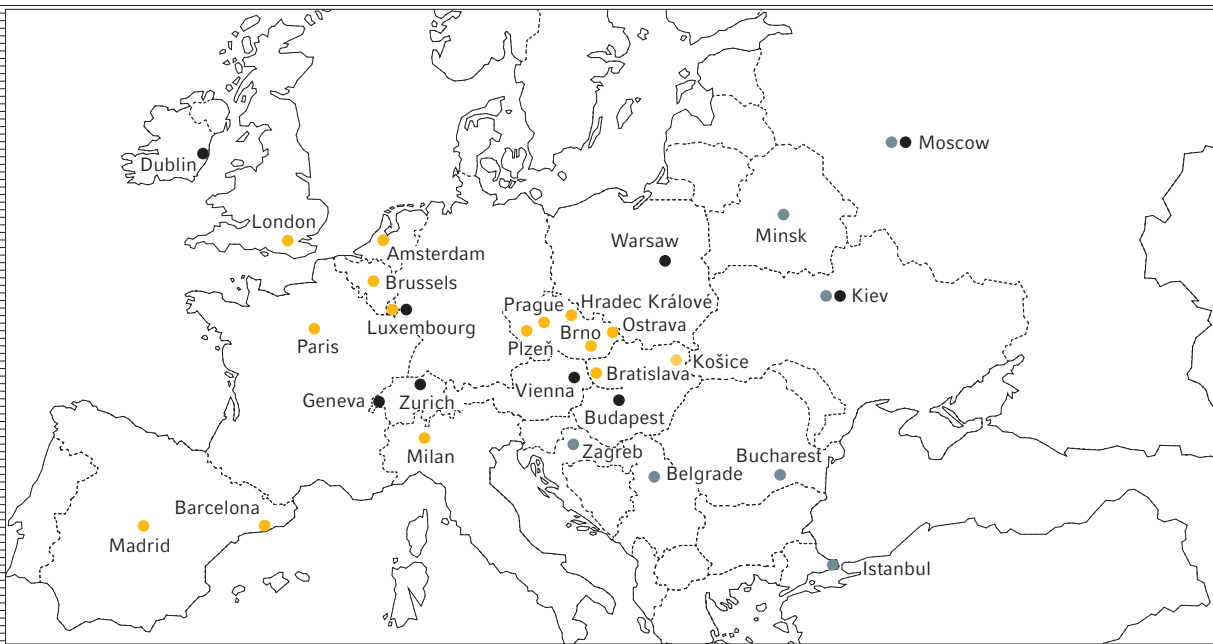 Moscow
Dublin
London
Minsk
Warsaw
Amsterdam
Brussels
Kiev
Prague
Hradec Králové
Luxembourg
Ostrava
Brno
Paris
Plzeň
Košice
Bratislava
Vienna
Geneva
Zurich
Budapest
Milan
Zagreb
Bucharest
Belgrade
Barcelona
Madrid
Istanbul